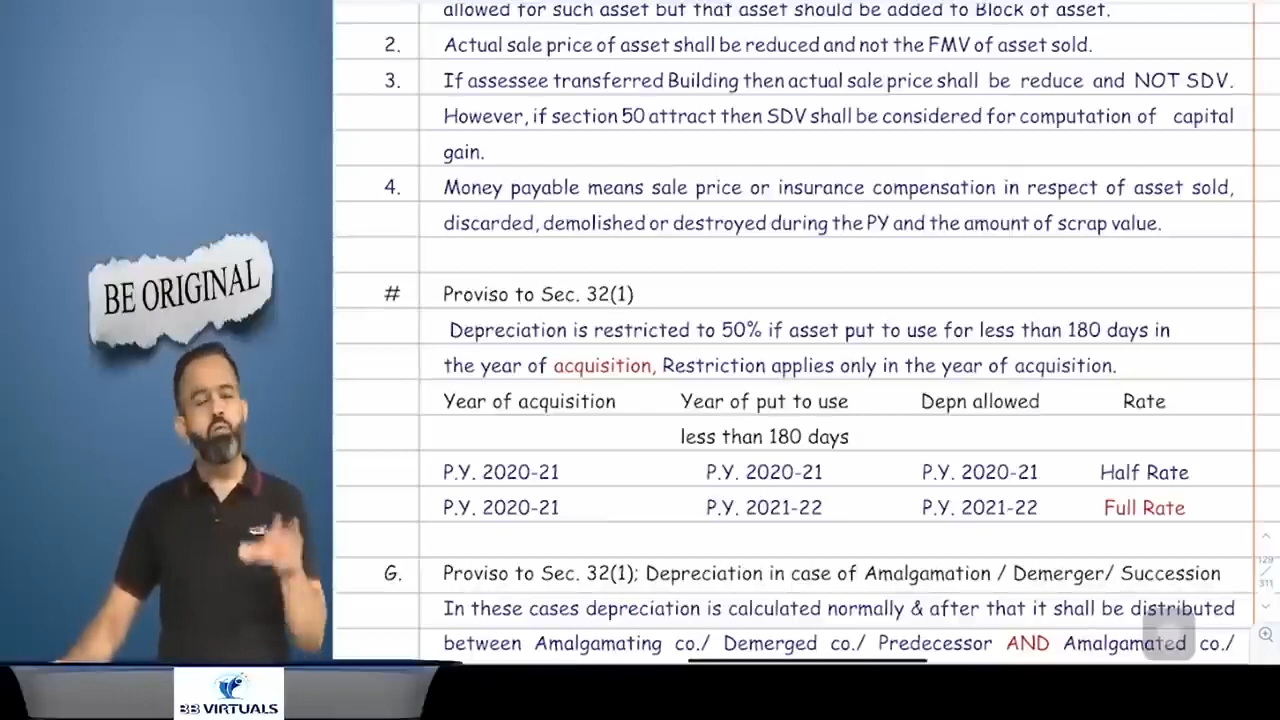 allowed for such asset but that asset should be added to Block of asset.
2. Actual sale price of asset shall be reduced and not the FMV of asset sold.
3. If assessee transferred Building then actual sale price shall be reduce and NOT SDV.
However, if section 50 attract then SDV shall be considered for computation of capital
gain.
4. Money payable means sale price or insurance compensation in respect of asset sold,
discarded, demolished or destroyed during the PY and the amount of scrap value.
# Proviso to Sec. 32(1)
Depreciation is restricted to 50% if asset put to use for less than 180 days in
the year of acquisition, Restriction applies only in the year of acquisition.
Year of acquisition Year of put to use Depn allowed Rate
less than 180 days
P.Y. 2020-21 P.Y. 2020-21 P.Y. 2020-21 Half Rate
P.Y. 2020-21 P.Y. 2021-22 P.Y. 2021-22 Full Rate
G. Proviso to Sec. 32(1); Depreciation in case of Amalgamation / Demerger/ Succession
In these cases depreciation is calculated normally & after that it shall be distributed
between Amalgamating co./ Demerged co./ Predecessor AND Amalgamated co./
BE ORIGINAL
BB VIRTUALS
129
/
311